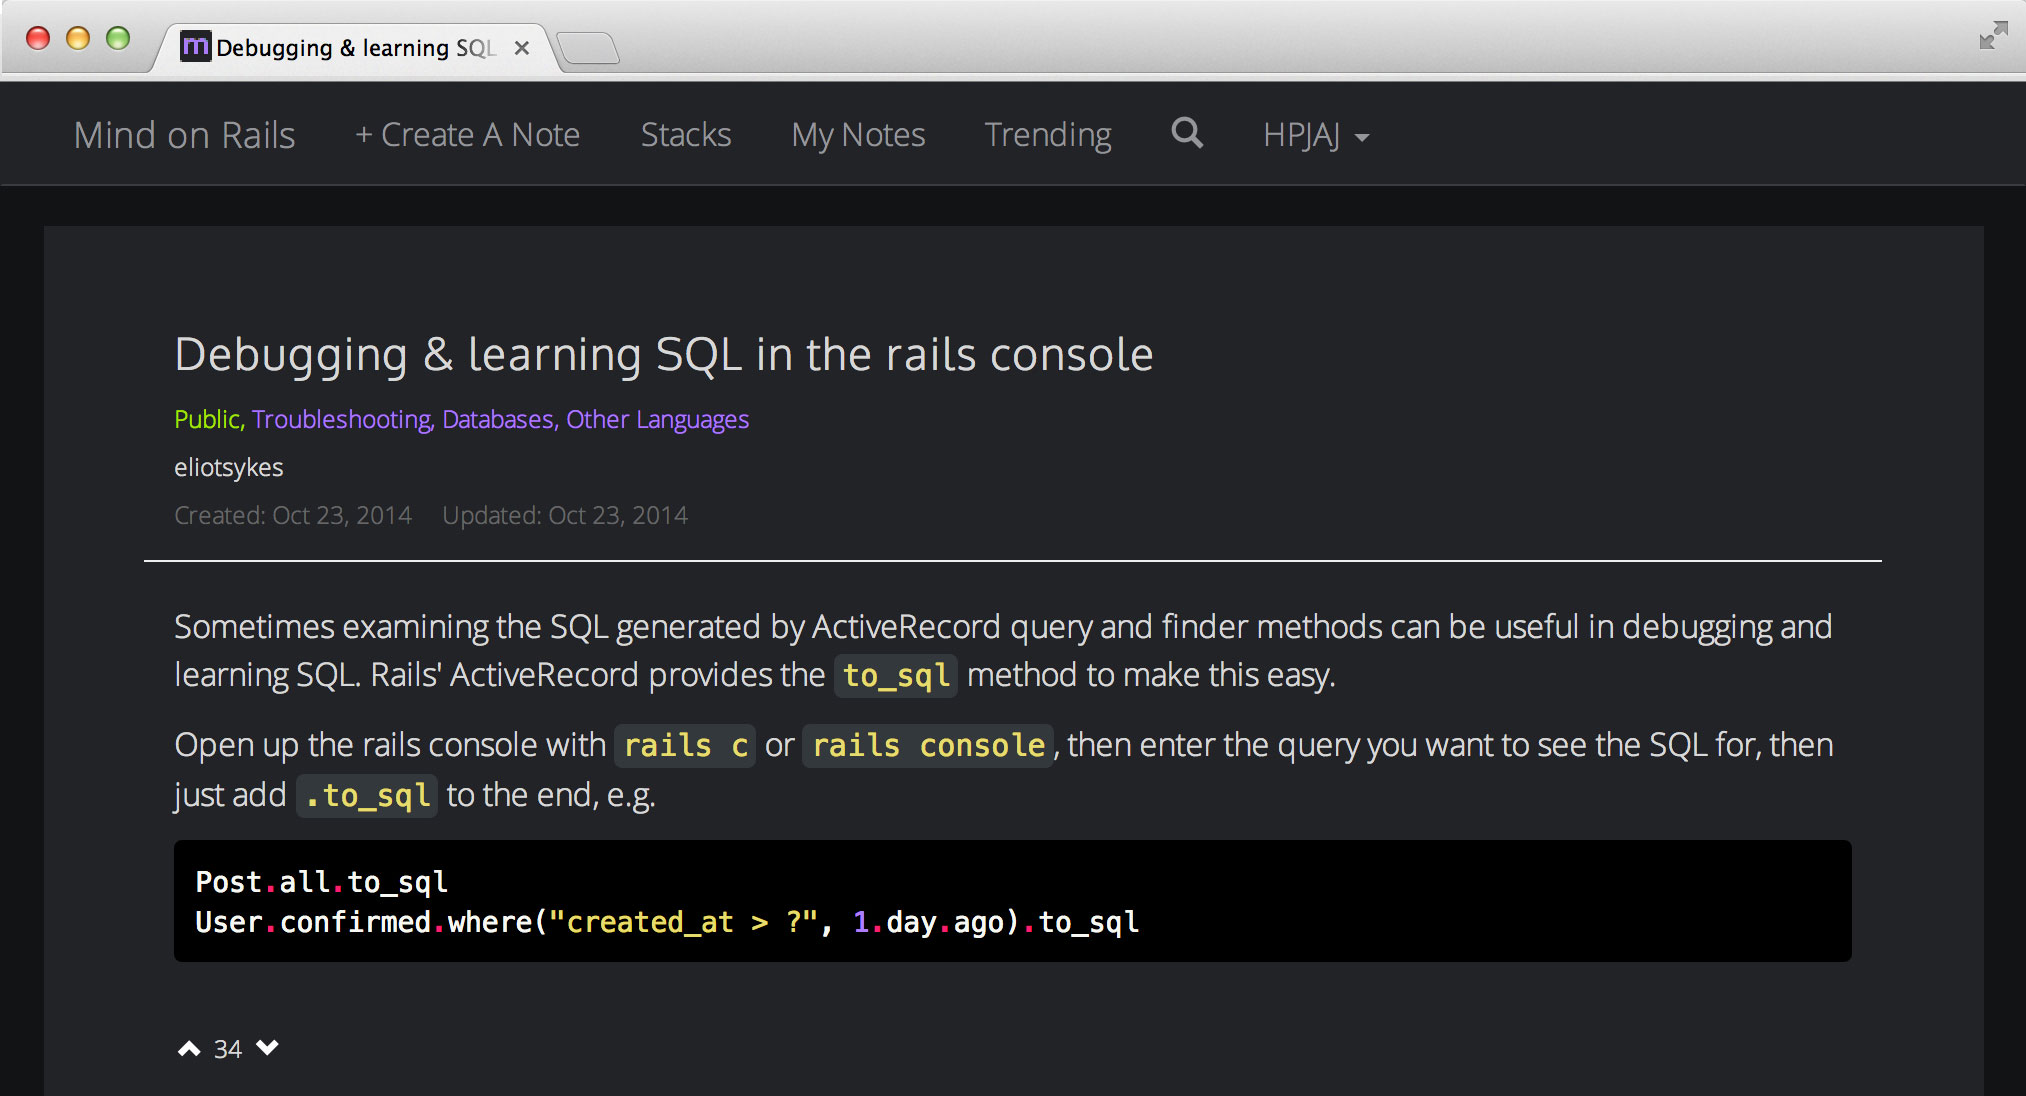 m Debugging & learning SQL
Mind on Rails + Create A Note Stacks My Notes Trending HPJAJ
Debugging & learning SQL in the rails console
Public, Troubleshooting, Databases, Other Languages
eliotsykes
Created: Oct 23, 2014 Updated: Oct 23, 2014
Sometimes examining the SQL generated by ActiveRecord query and finder methods can be useful in debugging and
learning SQL. Rails' ActiveRecord provides the to_sql method to make this easy.
Open up the rails console with rails c or rails console, then enter the query you want to see the SQL for, then
just add .to_sql to the end, e.g.
Post.all.to_sql
User.confirmed.where("created_at > ?", 1.day.ago).to_sql
34